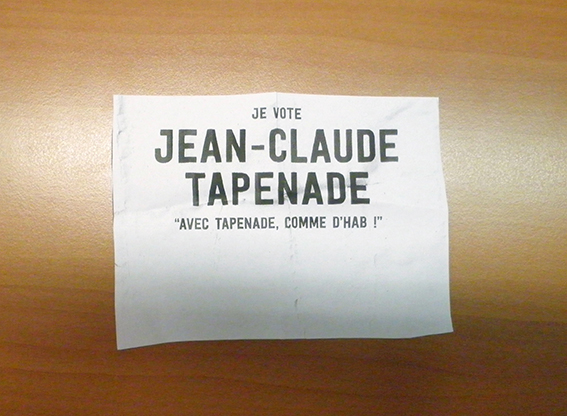 JE VOTE
JEAN-CLAUDE
TAPENADE
“AVEC TAPENADE, COMME D'HAB !”